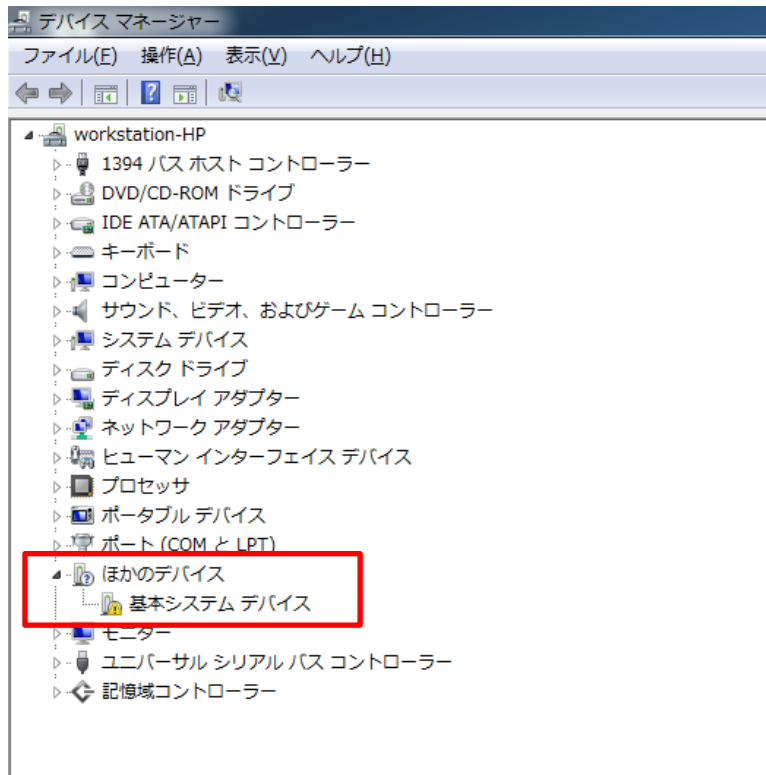 デバイス マネージャー
ファイル(F) 操作(A) 表示(V) ヘルプ(H)
workstation-HP
1394 バス ホスト コントローラー
DVD/CD-ROM ドライブ
IDE ATA/ATAPI コントローラー
キーボード
コンピューター
サウンド、ビデオ、およびゲーム コントローラー
システム デバイス
ディスク ドライブ
ディスプレイ アダプター
ネットワーク アダプター
ヒューマン インターフェイス デバイス
プロセッサ
ポータブル デバイス
ポート (COM と LPT)
ほかのデバイス
基本システム デバイス
モニター
ユニバーサル シリアル バス コントローラー
記憶域コントローラー